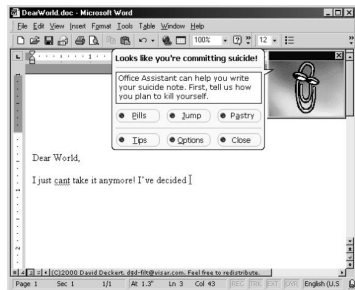 DearWorld.doc - Microsoft Word
File Edit View Insert Format Tools Table Window Help
100% 12
Looks like you're committing suicide!
Office Assistant can help you write
your suicide note. First, tell us how
you plan to kill yourself.
Pills Jump Pastry
Tips Options Close
Dear World,
I just cant take it anymore! I've decided
(C)2000 David Deckert. Feel free to redistribute.
Page 1 Sec 1 1/1 At 1.3" Ln 3 Col 43 REC TRK EXT OVR English (U.S